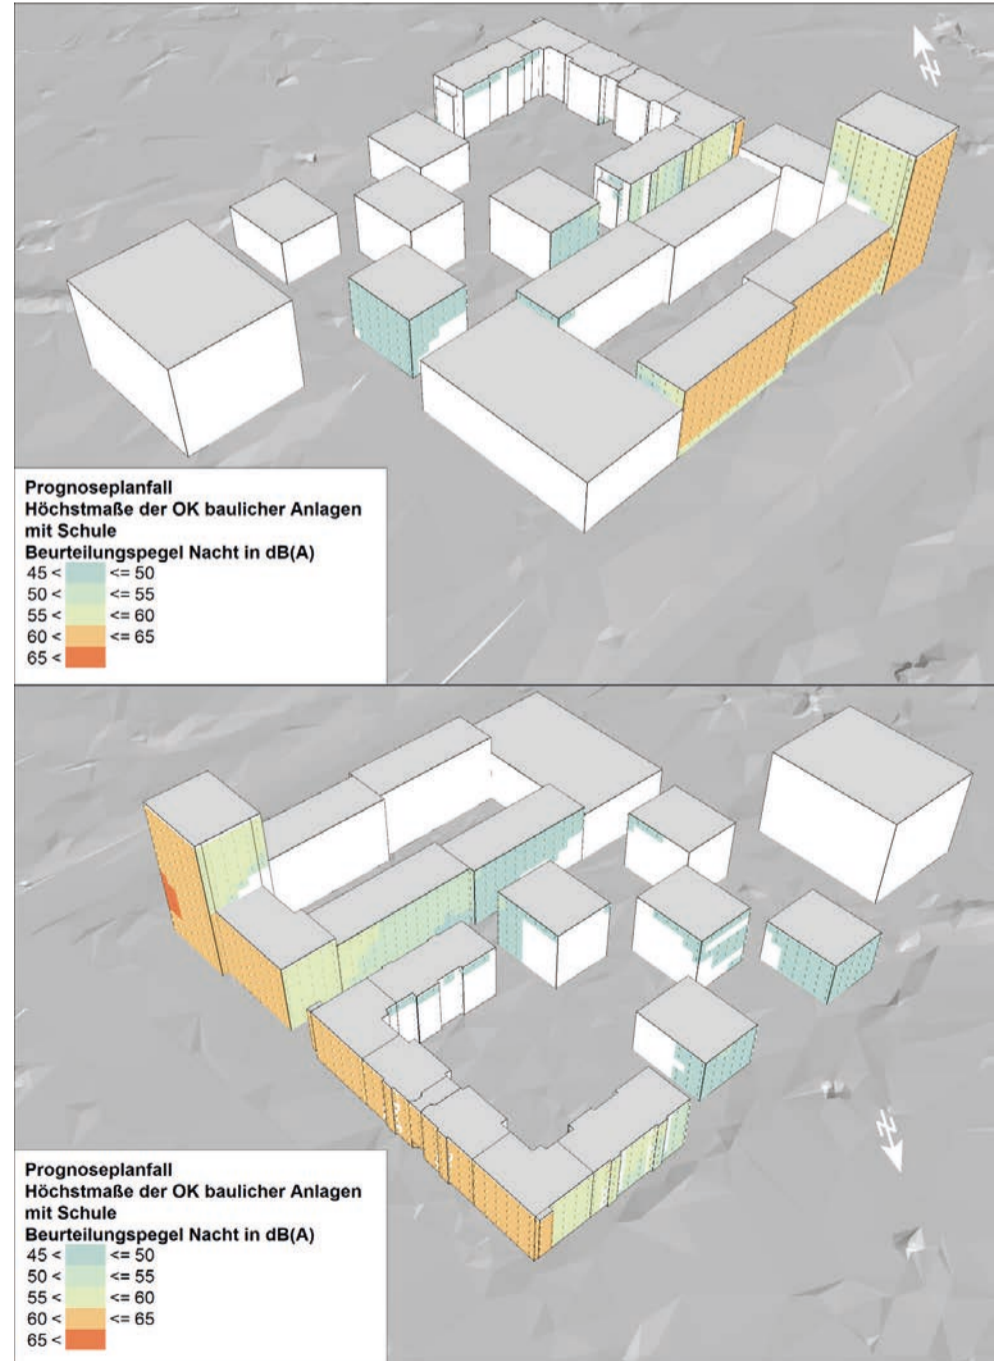 N
Prognoseplanfall
Höchstmaße der OK baulicher Anlagen
mit Schule
Beurteilungspegel Nacht in dB(A)
45 < <= 50
50 < <= 55
55 < <= 60
60 < <= 65
65 <
N
Prognoseplanfall
Höchstmaße der OK baulicher Anlagen
mit Schule
Beurteilungspegel Nacht in dB(A)
45 < <= 50
50 < <= 55
55 < <= 60
60 < <= 65
65 <